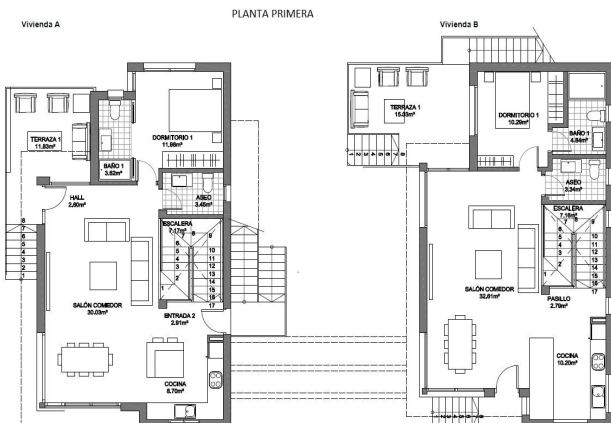 PLANTA PRIMERA
Vivienda A
TERRAZA 1
11.83m²
BAÑO 1
3.62m²
DORMITORIO 1
11.98m²
HALL
2.60m²
ASEO
3.48m²
ESCALERA
7.17m²
SALÓN COMEDOR
30.03m²
ENTRADA 2
2.91m²
COCINA
8.70m²
Vivienda B
TERRAZA 1
15.03m²
DORMITORIO 1
10.29m²
BAÑO 1
4.84m²
ASEO
3.34m²
ESCALERA
7.16m²
SALÓN COMEDOR
32.61m²
PASILLO
2.79m²
COCINA
10.20m²